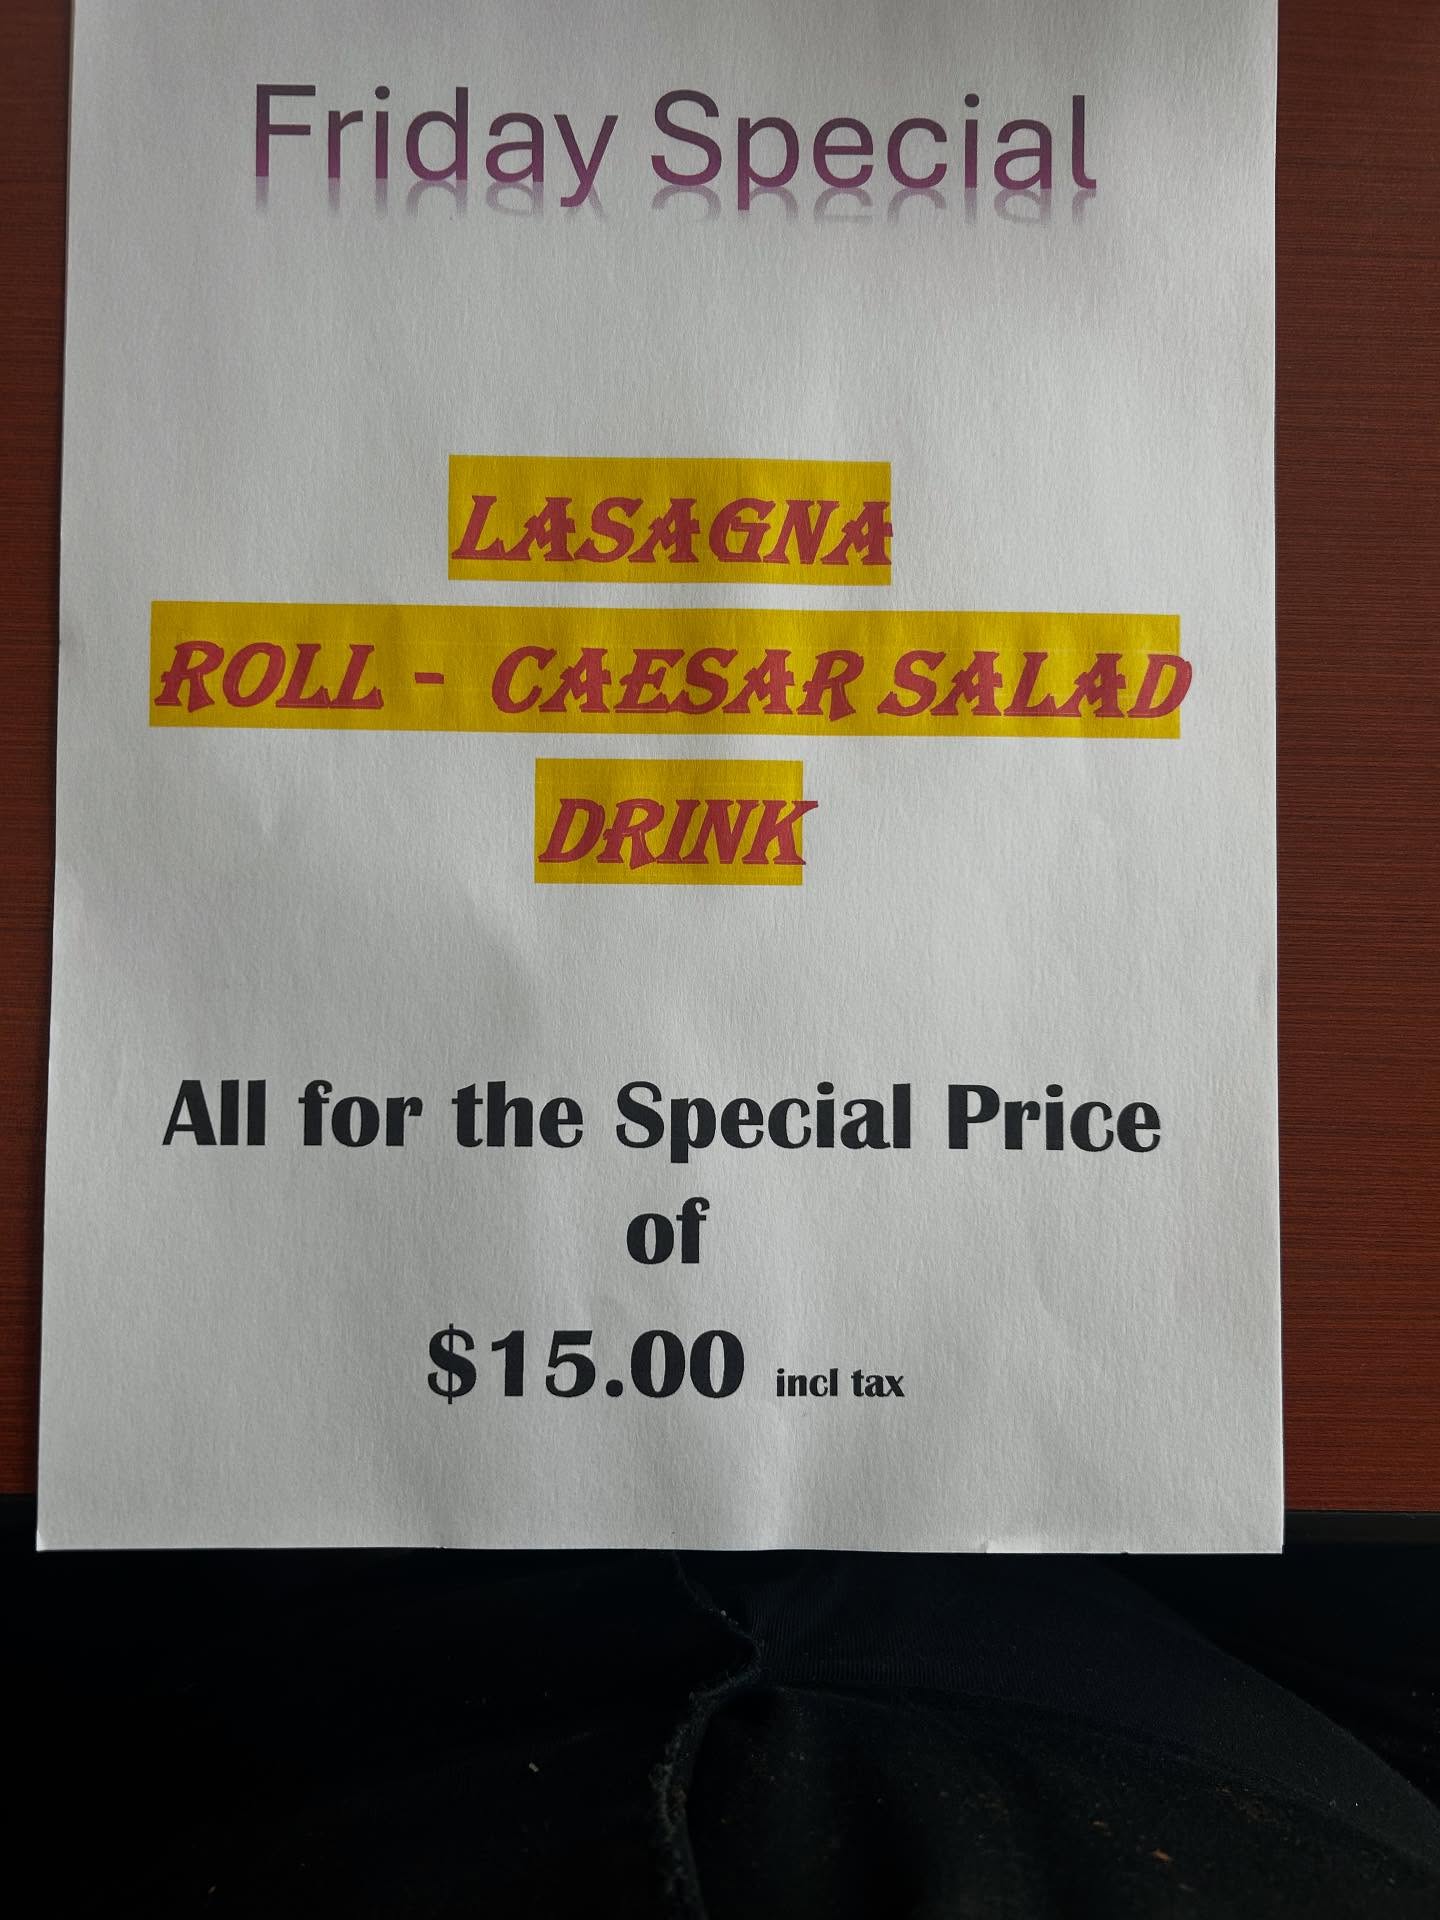 Friday Special
LASAGNA
ROLL - CAESAR SALAD
DRINK
All for the Special Price
of
$15.00 incl tax